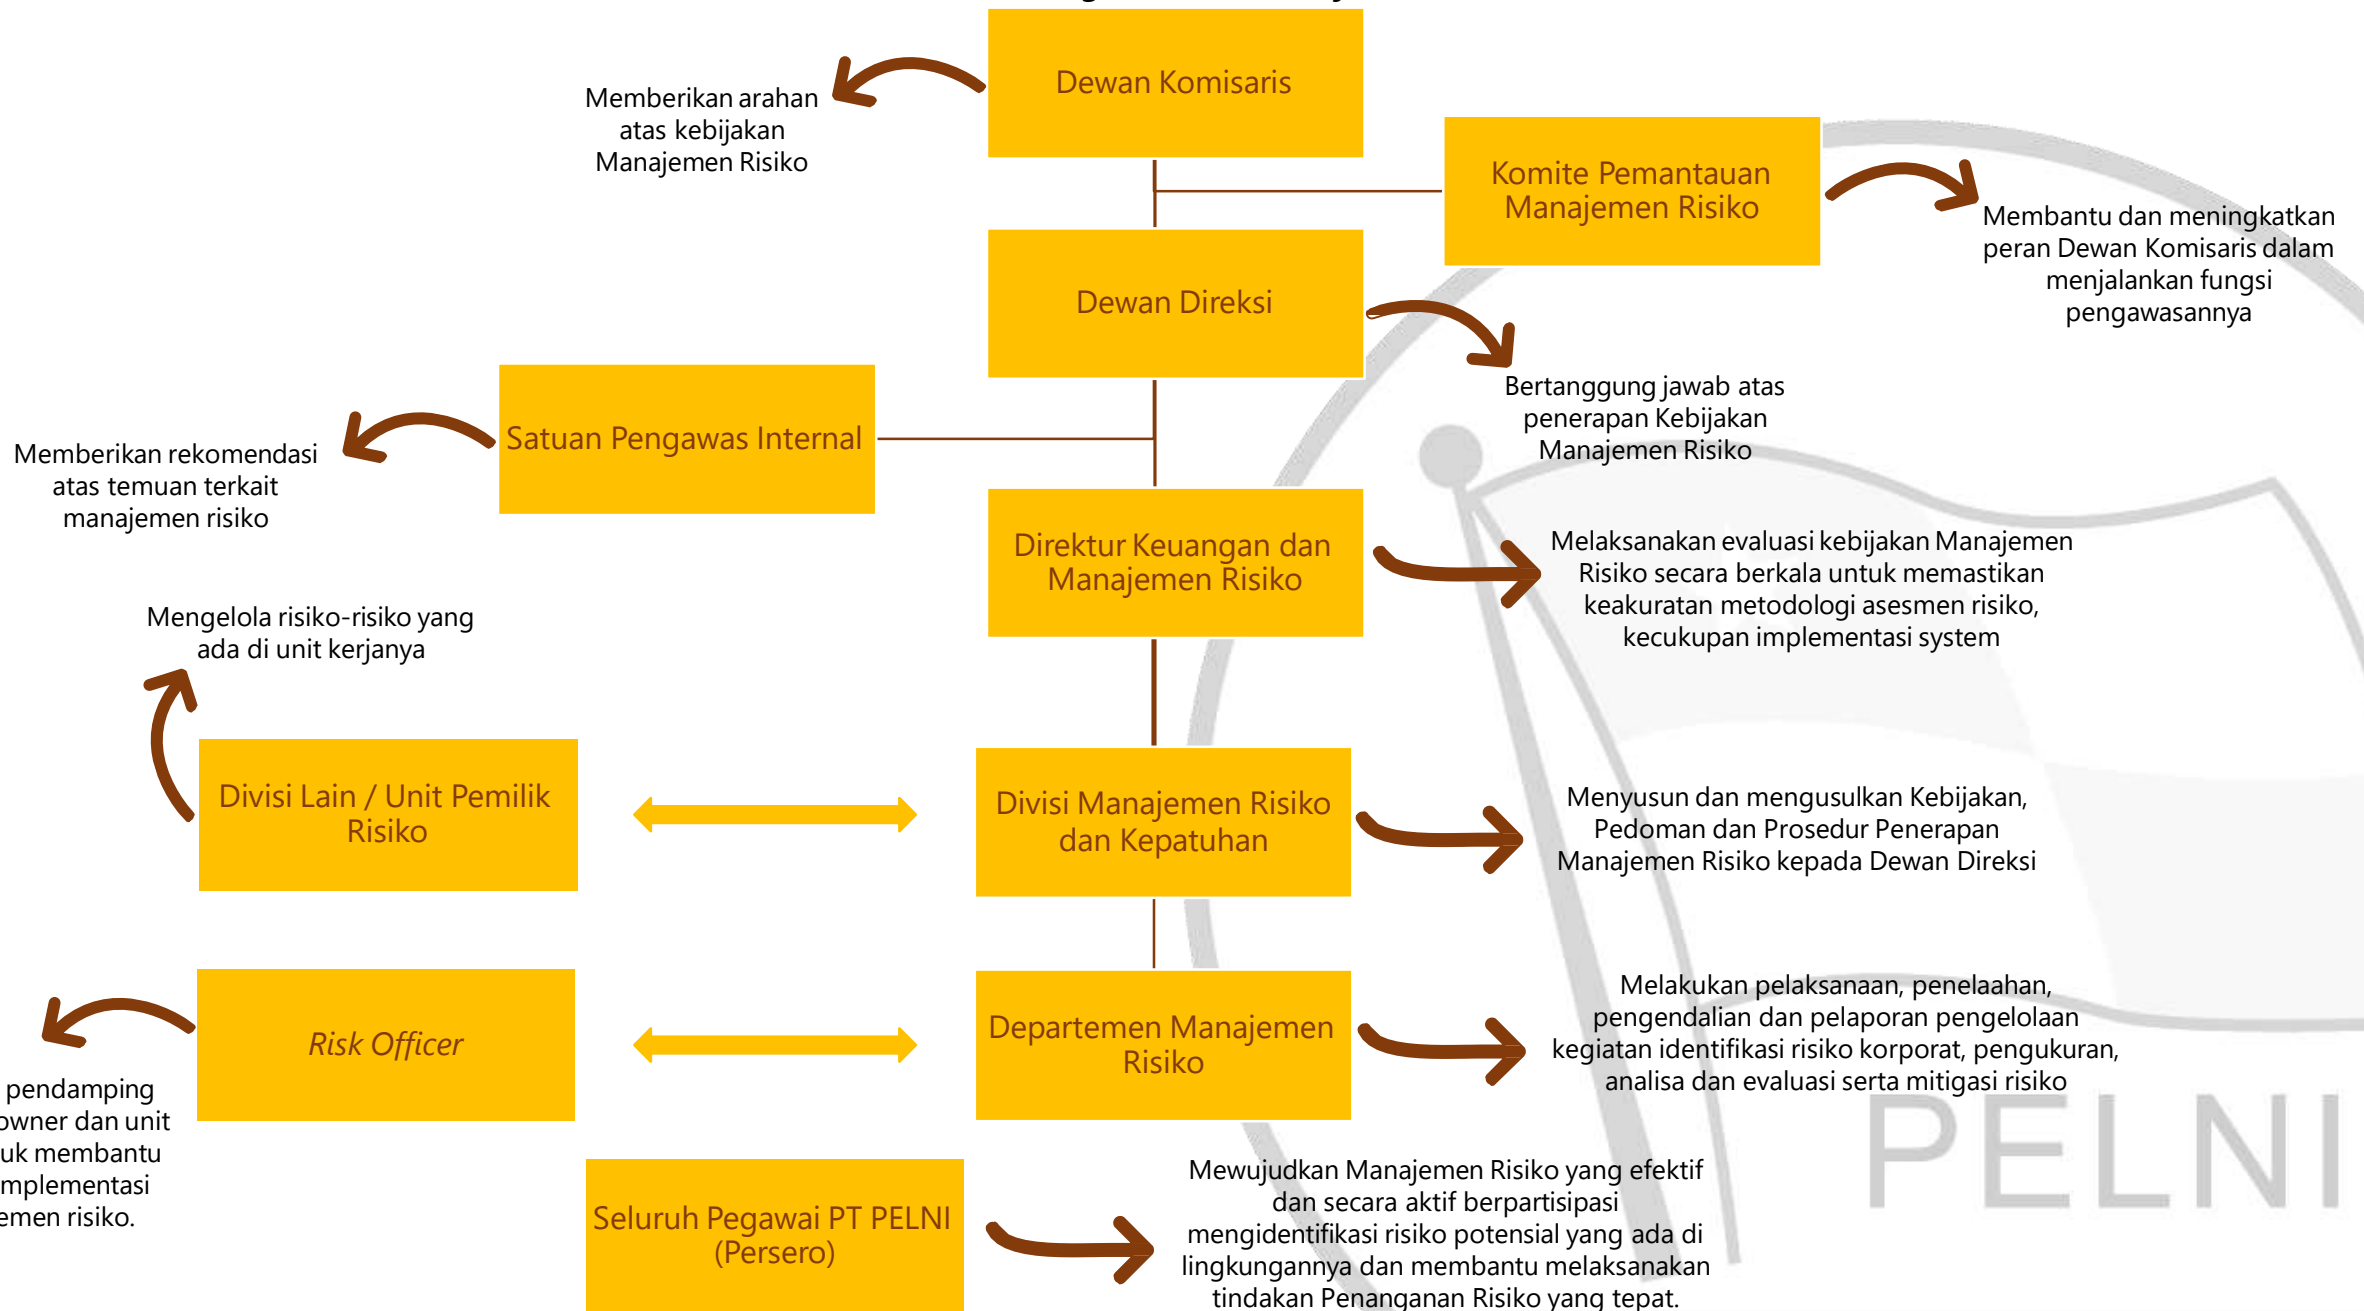 Dewan Komisaris
Memberikan arahan
atas kebijakan
Manajemen Risiko
Komite Pemantauan
Manajemen Risiko
Membantu dan meningkatkan
peran Dewan Komisaris dalam
menjalankan fungsi
pengawasannya
Dewan Direksi
Bertanggung jawab atas
penerapan Kebijakan
Manajemen Risiko
Satuan Pengawas Internal
Memberikan rekomendasi
atas temuan terkait
manajemen risiko
Direktur Keuangan dan
Manajemen Risiko
Melaksanakan evaluasi kebijakan Manajemen
Risiko secara berkala untuk memastikan
keakuratan metodologi asesmen risiko,
kecukupan implementasi system
Mengelola risiko-risiko yang
ada di unit kerjanya
Divisi Lain / Unit Pemilik
Risiko
Divisi Manajemen Risiko
dan Kepatuhan
Menyusun dan mengusulkan Kebijakan,
Pedoman dan Prosedur Penerapan
Manajemen Risiko kepada Dewan Direksi
Risk Officer
pendamping
owner dan unit
membantu
risiko.
Departemen Manajemen
Risiko
Melakukan pelaksanaan, penelaahan,
pengendalian dan pelaporan pengelolaan
kegiatan identifikasi risiko korporat, pengukuran,
analisa dan evaluasi serta mitigasi risiko
PELNI
Seluruh Pegawai PT PELNI
(Persero)
Mewujudkan Manajemen Risiko yang efektif
dan secara aktif berpartisipasi
mengidentifikasi risiko potensial yang ada di
lingkungannya dan membantu melaksanakan
tindakan Penanganan Risiko yang tepat.